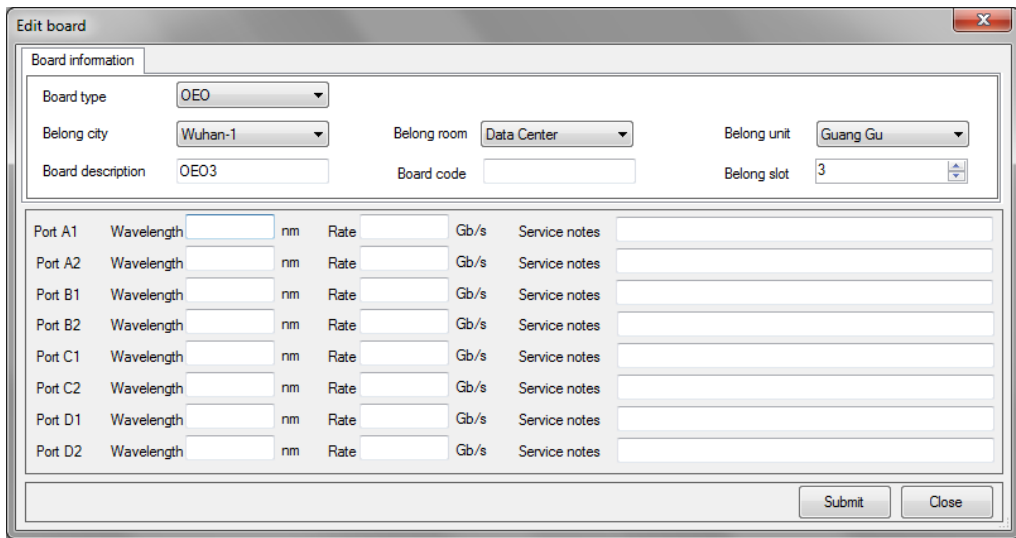 Edit board
Board information
Board type OEO
Belong city Wuhan-1 Belong room Data Center Belong unit Guang Gu
Board description OEO3 Board code Belong slot 3
Port A1 Wavelength nm Rate Gb/s Service notes
Port A2 Wavelength nm Rate Gb/s Service notes
Port B1 Wavelength nm Rate Gb/s Service notes
Port B2 Wavelength nm Rate Gb/s Service notes
Port C1 Wavelength nm Rate Gb/s Service notes
Port C2 Wavelength nm Rate Gb/s Service notes
Port D1 Wavelength nm Rate Gb/s Service notes
Port D2 Wavelength nm Rate Gb/s Service notes
Submit Close